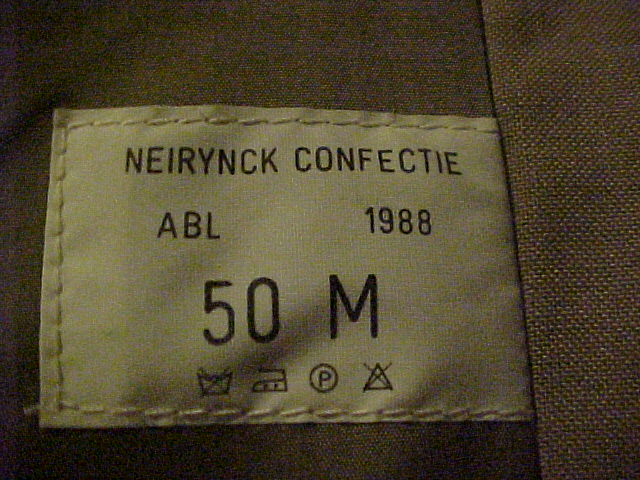 NEIRYNCK CONFECTIE
ABL 1988
50 M
P